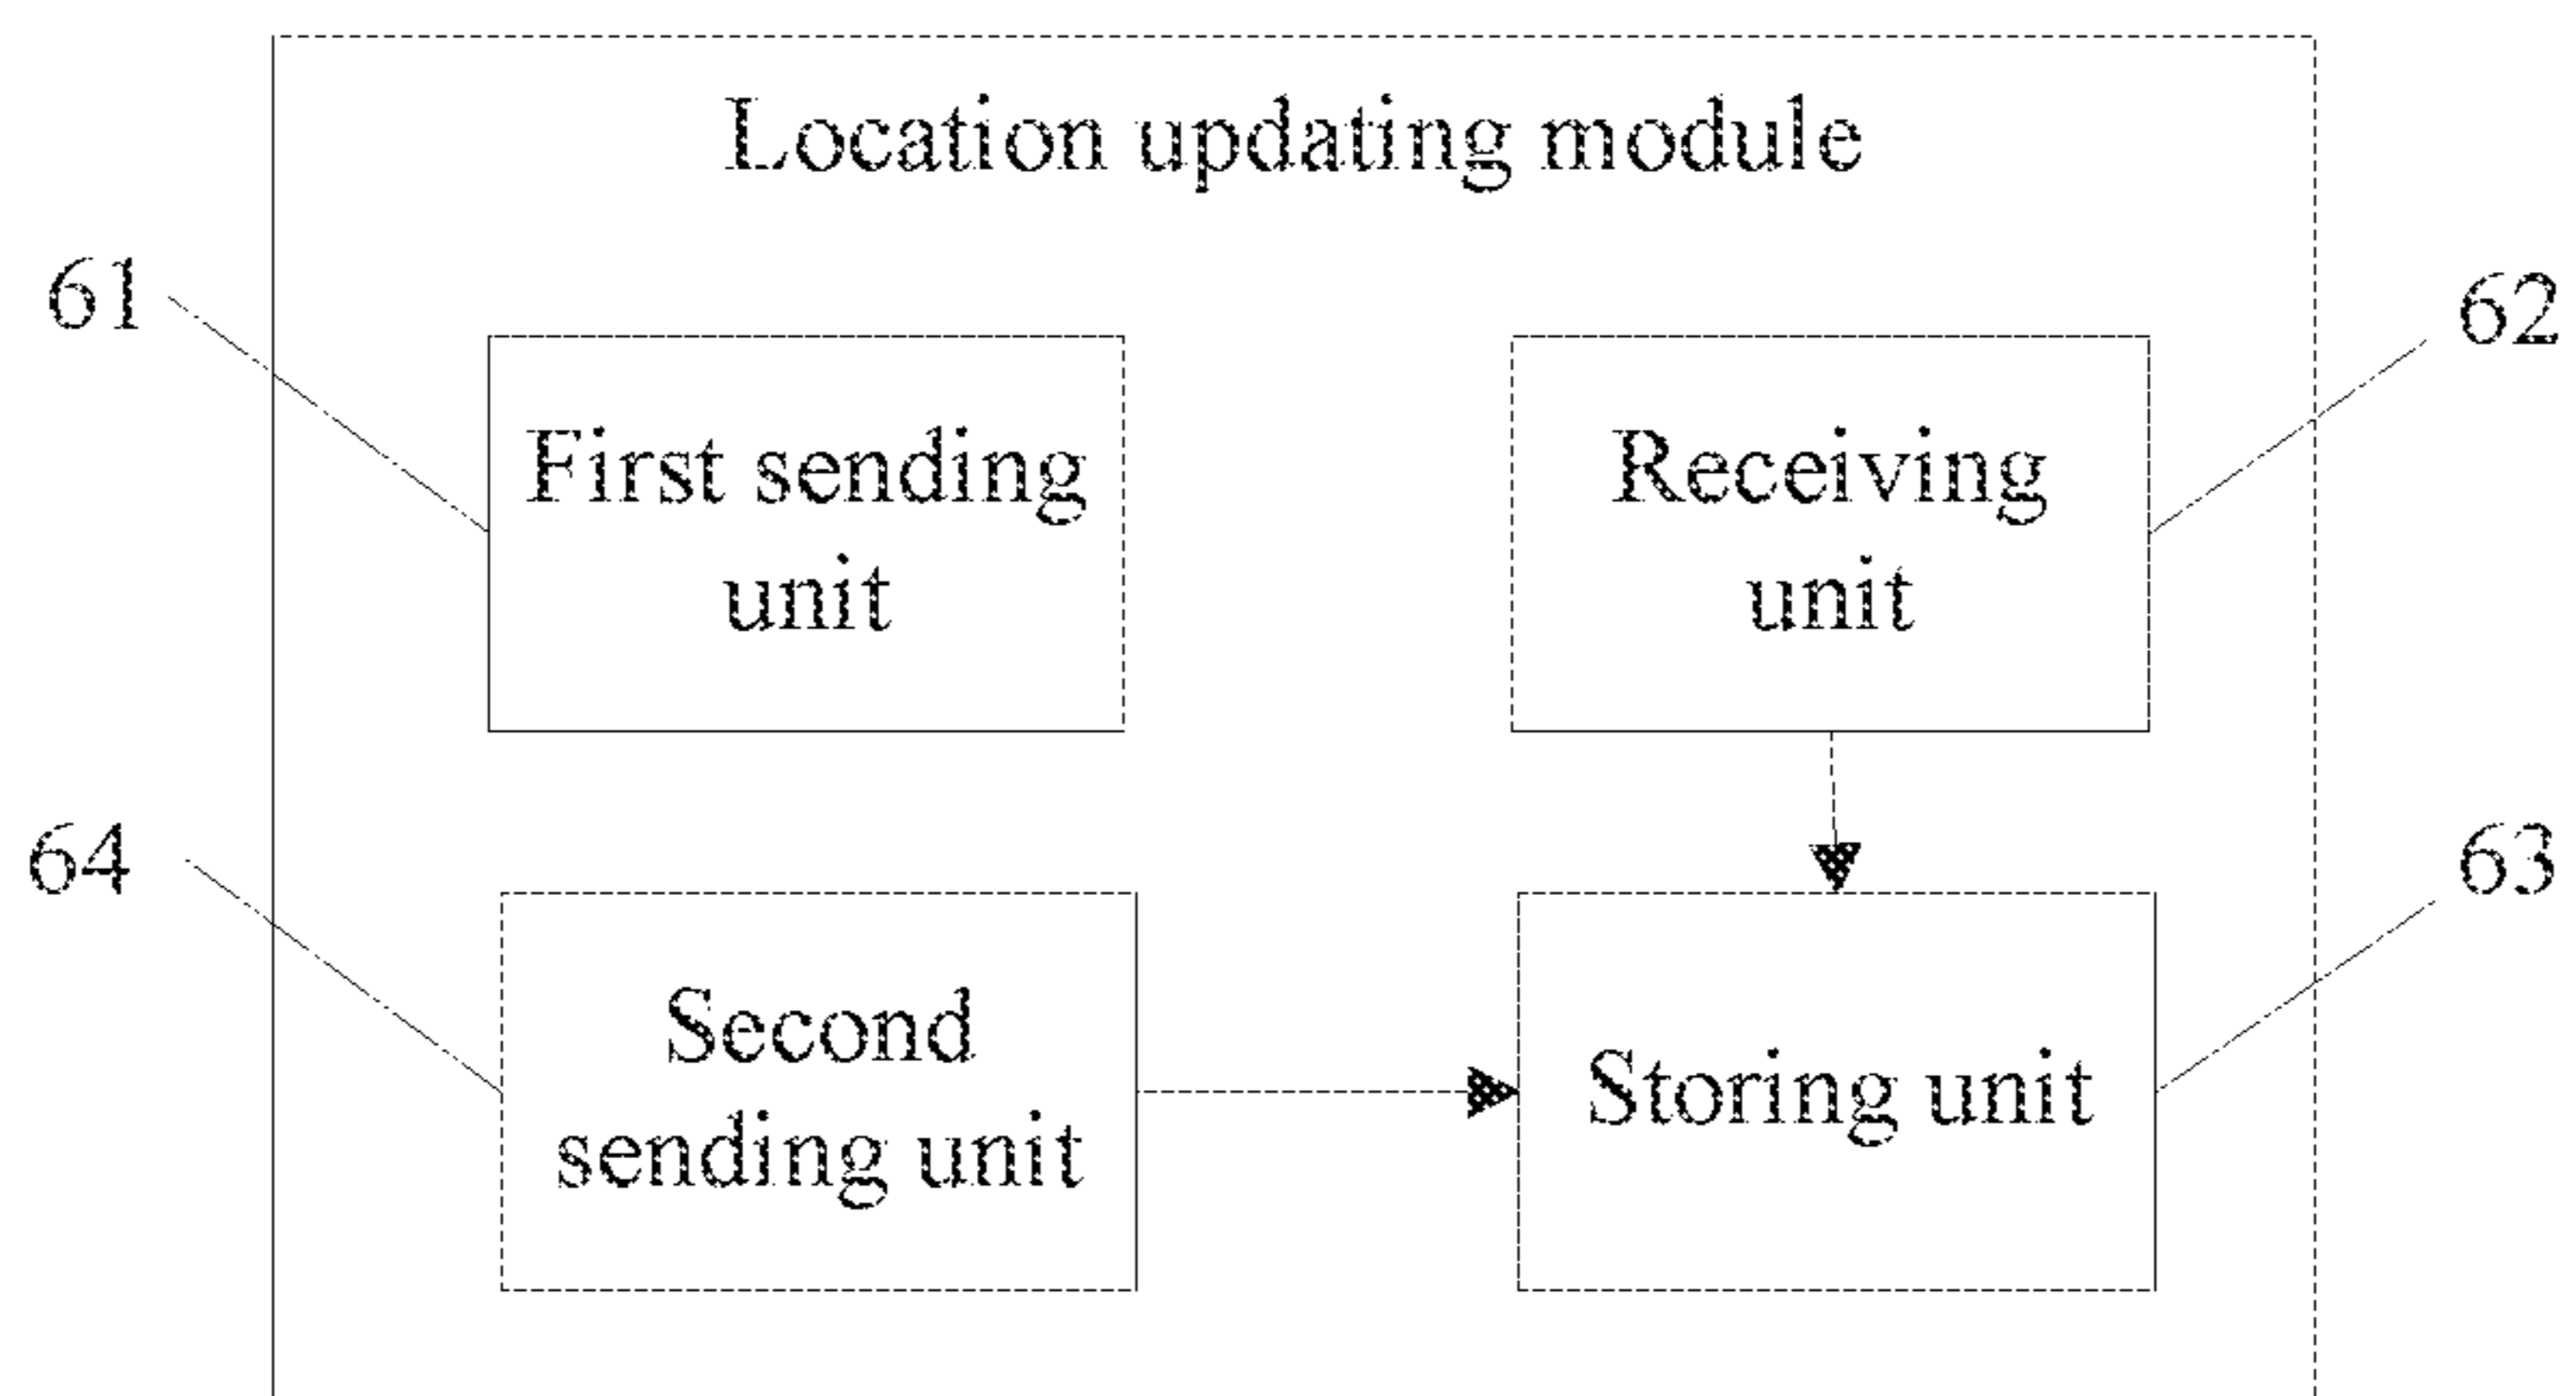 Location updating module
61
62
First sending
unit
Receiving
unit
64
63
Second
sending unit
Storing unit